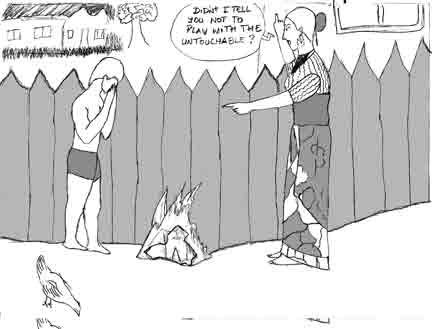 DIDN'T I TELL
YOU NOT TO
PLAY WITH THE
UNTOUCHABLE?